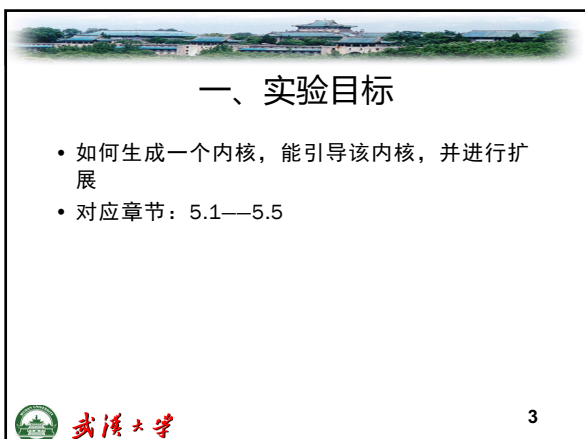 一、实验目标
• 如何生成一个内核，能引导该内核，并进行扩
展
• 对应章节：5.1——5.5
武汉大学
3